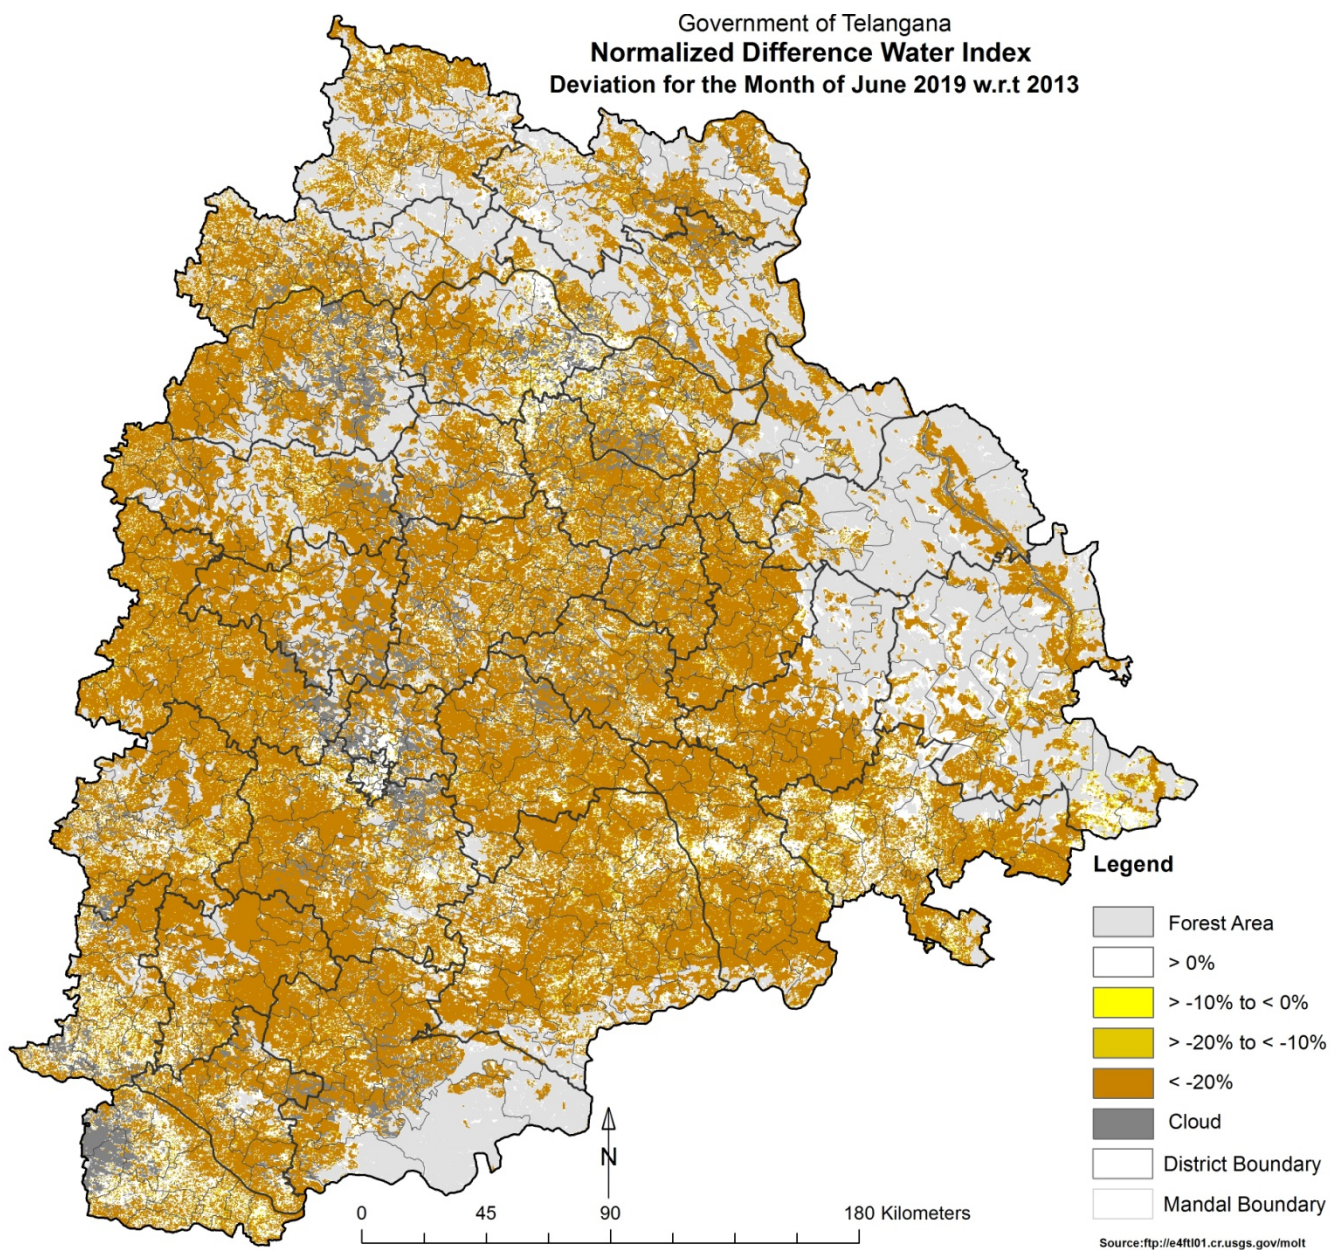 Government of Telangana
Normalized Difference Water Index
Deviation for the Month of June 2019 w.r.t 2013
Legend
Forest Area
> 0%
> -10% to < 0%
> -20% to < -10%
< -20%
Cloud
District Boundary
Mandal Boundary
N
0 45 90 180 Kilometers
Source:ftp://e4ftl01.cr.usgs.gov/molt